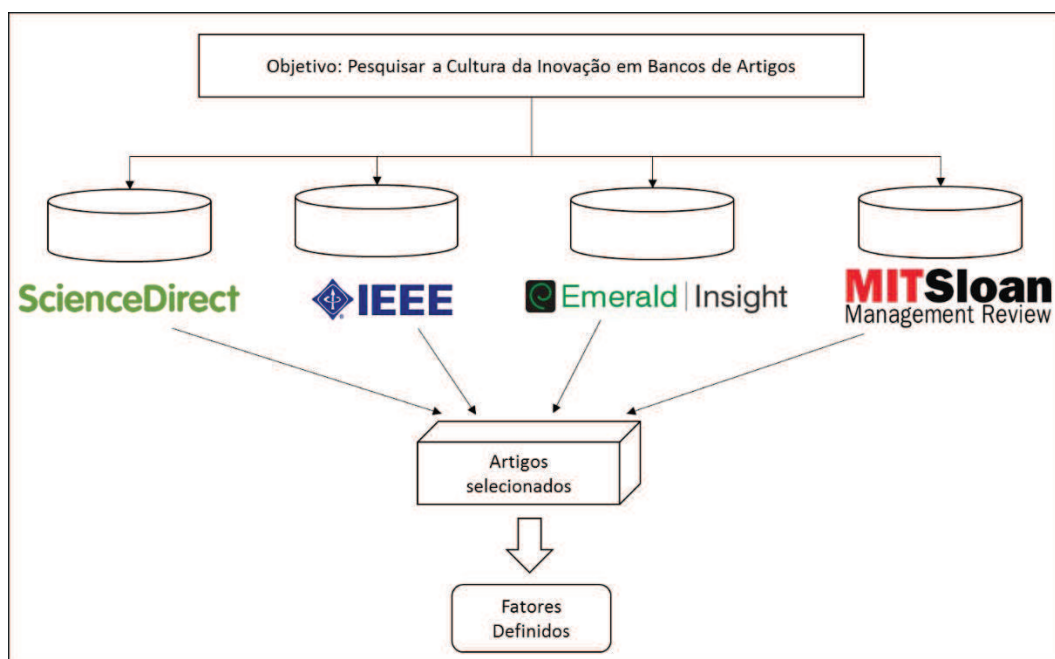 Objetivo: Pesquisar a Cultura da Inovação em Bancos de Artigos
ScienceDirect
IEEE
Emerald | Insight
MITSloan
Management Review
Artigos
selecionados
Fatores
Definidos